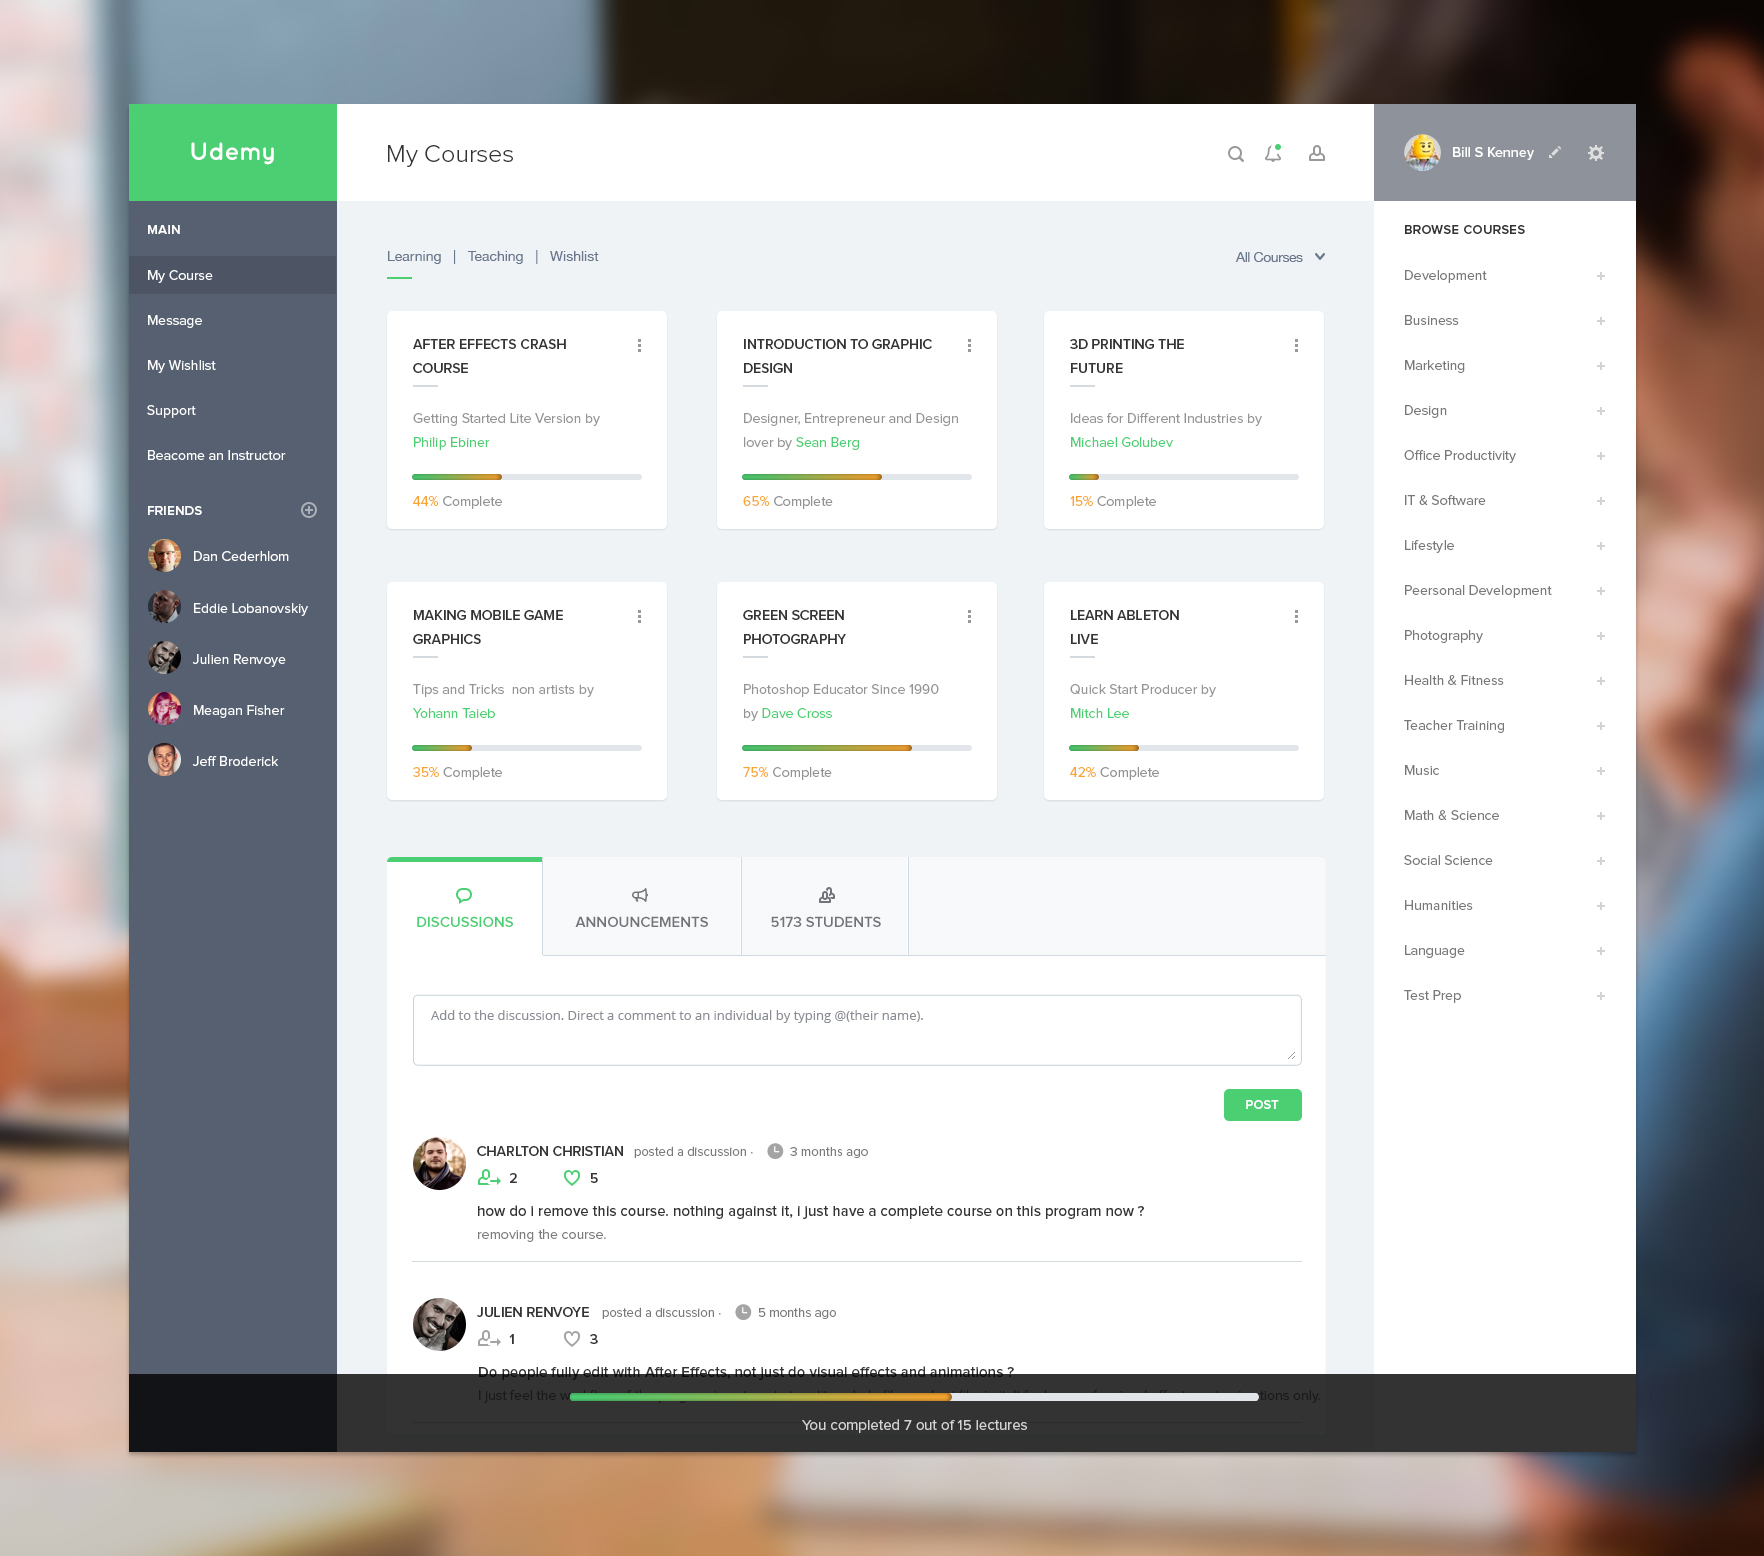 Udemy
My Courses
Bill S Kenney
MAIN
My Course
Message
My Wishlist
Support
Beacome an Instructor
FRIENDS
Dan Cederhlom
Eddie Lobanovskiy
Julien Renvoye
Meagan Fisher
Jeff Broderick
Learning | Teaching | Wishlist
All Courses
AFTER EFFECTS CRASH
COURSE
Getting Started Lite Version by
Philip Ebiner
44% Complete
INTRODUCTION TO GRAPHIC
DESIGN
Designer, Entrepreneur and Design
lover by Sean Berg
65% Complete
3D PRINTING THE
FUTURE
Ideas for Different Industries by
Michael Golubev
15% Complete
MAKING MOBILE GAME
GRAPHICS
Tips and Tricks  non artists by
Yohann Taieb
35% Complete
GREEN SCREEN
PHOTOGRAPHY
Photoshop Educator Since 1990
by Dave Cross
75% Complete
LEARN ABLETON
LIVE
Quick Start Producer by
Mitch Lee
42% Complete
DISCUSSIONS
ANNOUNCEMENTS
5173 STUDENTS
Add to the discussion. Direct a comment to an individual by typing @(their name).
POST
CHARLTON CHRISTIAN posted a discussion · 3 months ago
2 5
how do i remove this course. nothing against it, i just have a complete course on this program now ?
removing the course.
JULIEN RENVOYE posted a discussion · 5 months ago
1 3
Do people fully edit with After Effects, not just do visual effects and animations ?
I just feel the only.
You completed 7 out of 15 lectures
BROWSE COURSES
Development
Business
Marketing
Design
Office Productivity
IT & Software
Lifestyle
Peersonal Development
Photography
Health & Fitness
Teacher Training
Music
Math & Science
Social Science
Humanities
Language
Test Prep